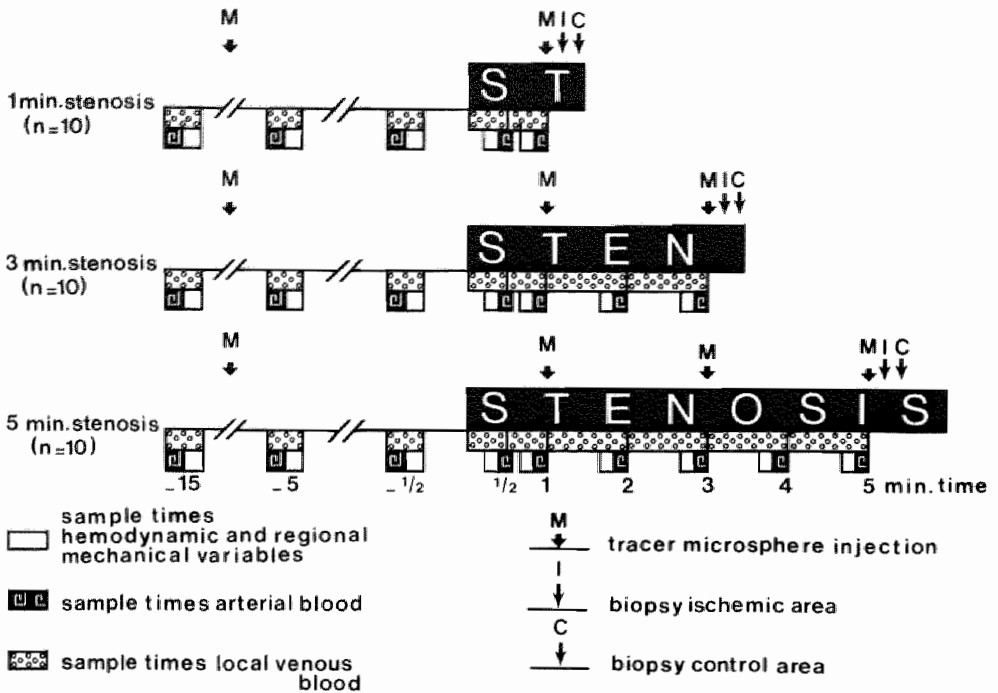 M M I C
S T
1 min. stenosis
(n=10)
M M M I C
S T E N
3 min. stenosis
(n=10)
M M M M I C
S T E N O S I S
5 min. stenosis
(n=10)
-15 -5 -1/2 1/2 1 2 3 4 5 min. time
sample times
hemodynamic and regional
mechanical variables
sample times arterial blood
sample times local venous
blood
M
tracer microsphere injection
I
biopsy ischemic area
C
biopsy control area